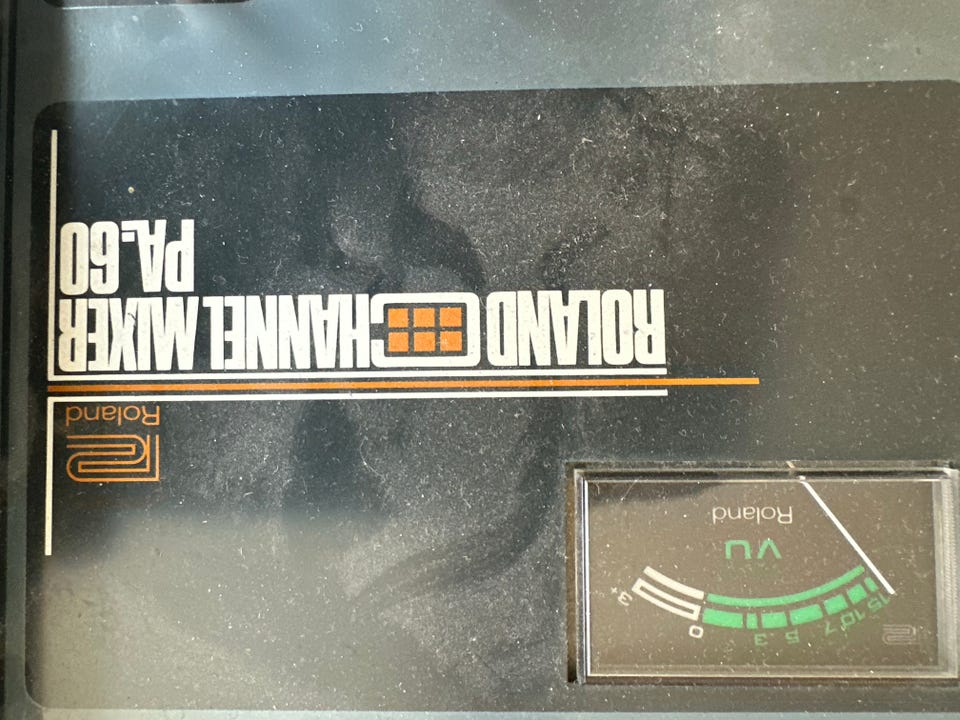 15 10 7 5 3 0 3+
VU
Roland
Roland
ROLAND CHANNEL MIXER
PA-60